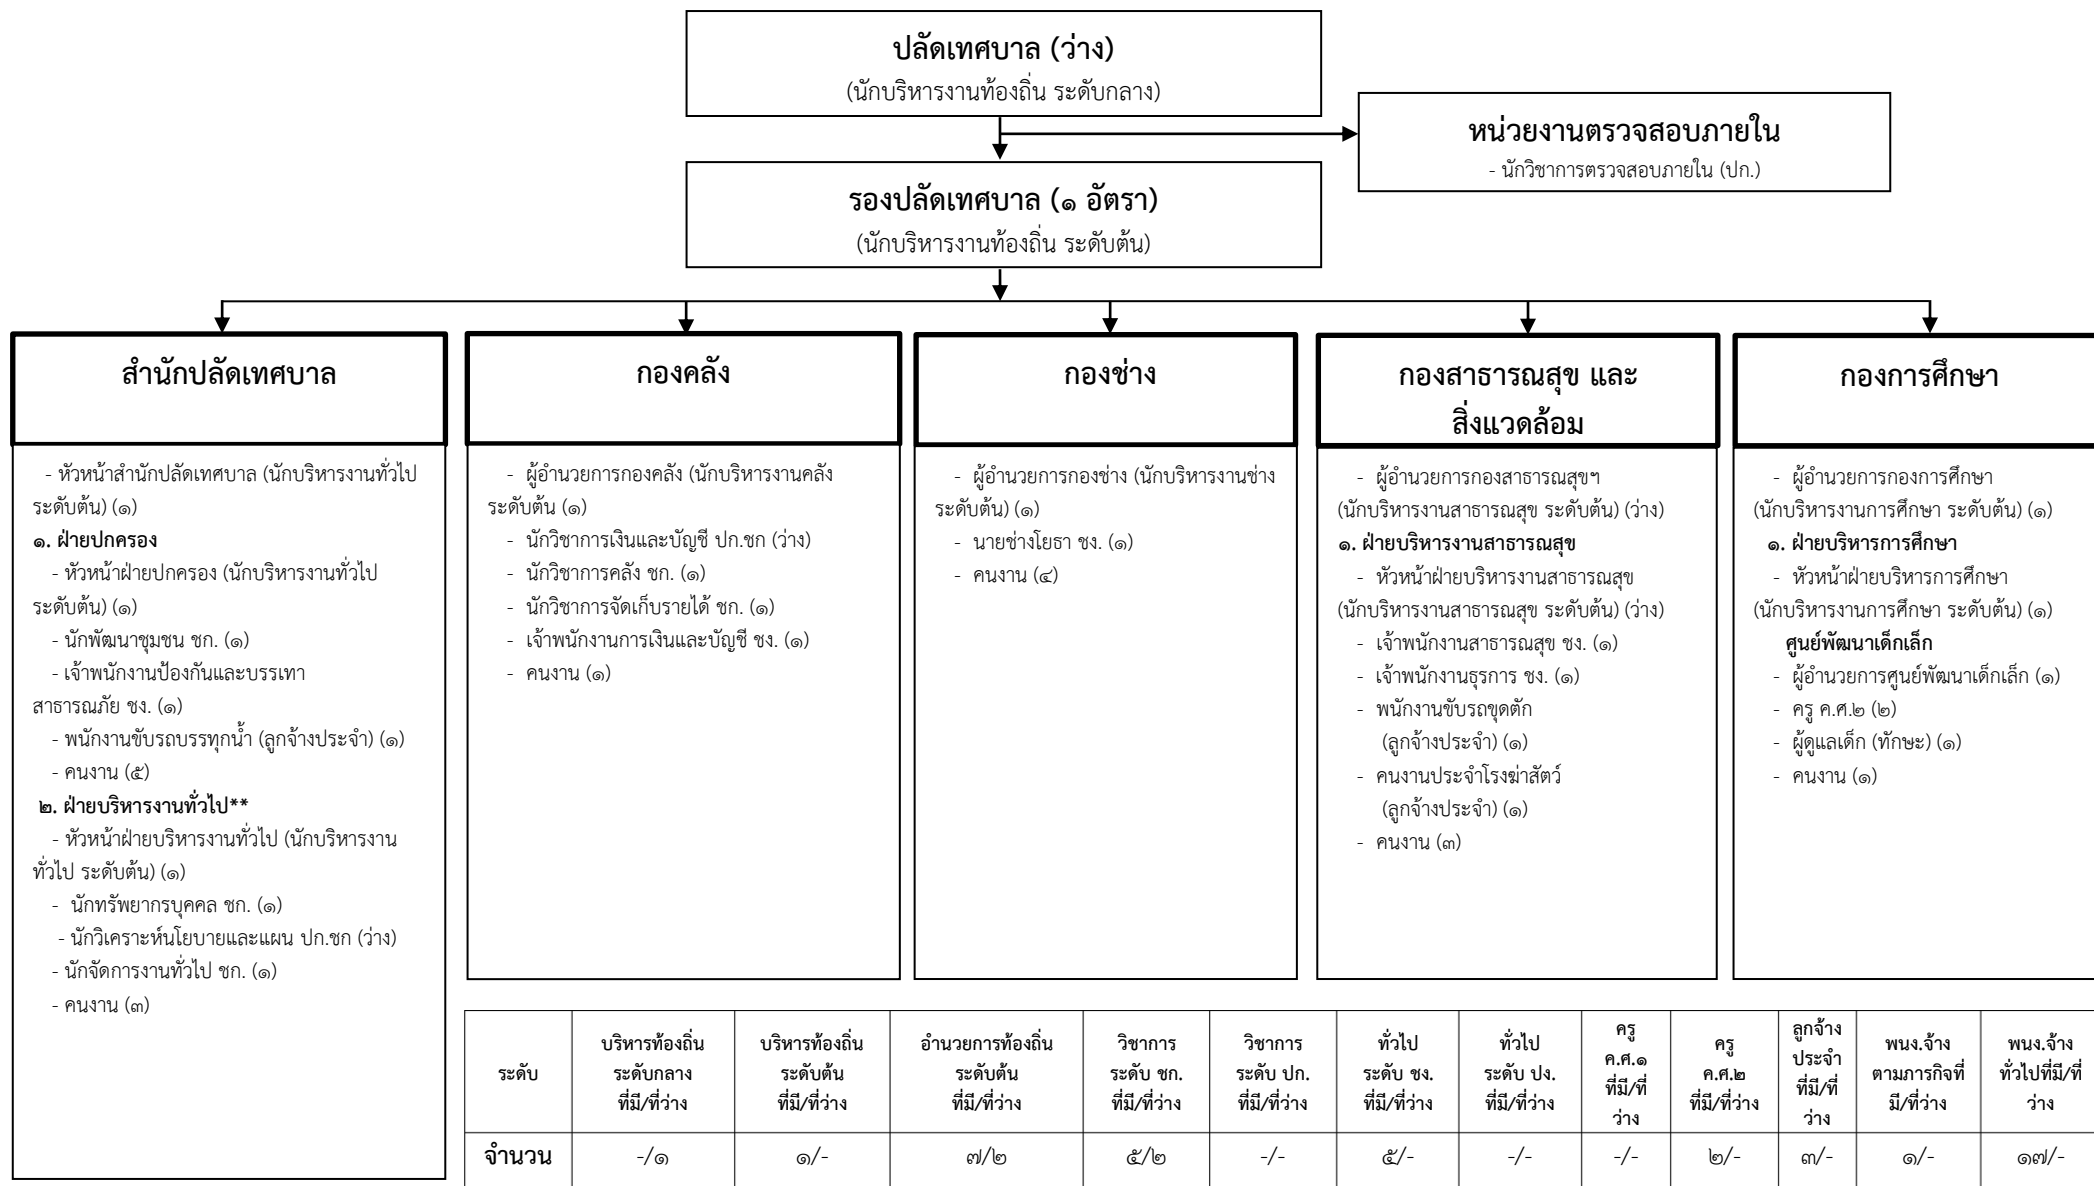 ปลัดเทศบาล (ว่าง)
(นักบริหารงานท้องถิ่น ระดับกลาง)
หน่วยงานตรวจสอบภายใน
- นักวิชาการตรวจสอบภายใน (ปก.)
รองปลัดเทศบาล (๑ อัตรา)
(นักบริหารงานท้องถิ่น ระดับต้น)
สำนักปลัดเทศบาล
- หัวหน้าสำนักปลัดเทศบาล (นักบริหารงานทั่วไป
ระดับต้น) (๑)
๑. ฝ่ายปกครอง
- หัวหน้าฝ่ายปกครอง (นักบริหารงานทั่วไป
ระดับต้น) (๑)
- นักพัฒนาชุมชน ชก. (๑)
- เจ้าพนักงานป้องกันและบรรเทา
สาธารณภัย ชง. (๑)
- พนักงานขับรถบรรทุกน้ำ (ลูกจ้างประจำ) (๑)
- คนงาน (๕)
๒. ฝ่ายบริหารงานทั่วไป**
- หัวหน้าฝ่ายบริหารงานทั่วไป (นักบริหารงาน
ทั่วไป ระดับต้น) (๑)
- นักทรัพยากรบุคคล ชก. (๑)
- นักวิเคราะห์นโยบายและแผน ปก.ชก (ว่าง)
- นักจัดการงานทั่วไป ชก. (๑)
- คนงาน (๓)
กองคลัง
- ผู้อำนวยการกองคลัง (นักบริหารงานคลัง
ระดับต้น (๑)
- นักวิชาการเงินและบัญชี ปก.ชก (ว่าง)
- นักวิชาการคลัง ชก. (๑)
- นักวิชาการจัดเก็บรายได้ ชก. (๑)
- เจ้าพนักงานการเงินและบัญชี ชง. (๑)
- คนงาน (๑)
กองช่าง
- ผู้อำนวยการกองช่าง (นักบริหารงานช่าง
ระดับต้น) (๑)
- นายช่างโยธา ชง. (๑)
- คนงาน (๔)
กองสาธารณสุข และ
สิ่งแวดล้อม
- ผู้อำนวยการกองสาธารณสุขฯ
(นักบริหารงานสาธารณสุข ระดับต้น) (ว่าง)
๑. ฝ่ายบริหารงานสาธารณสุข
- หัวหน้าฝ่ายบริหารงานสาธารณสุข
(นักบริหารงานสาธารณสุข ระดับต้น) (ว่าง)
- เจ้าพนักงานสาธารณสุข ชง. (๑)
- เจ้าพนักงานธุรการ ชง. (๑)
- พนักงานขับรถขุดตัก
(ลูกจ้างประจำ) (๑)
- คนงานประจำโรงฆ่าสัตว์
(ลูกจ้างประจำ) (๑)
- คนงาน (๓)
กองการศึกษา
- ผู้อำนวยการกองการศึกษา
(นักบริหารงานการศึกษา ระดับต้น) (๑)
๑. ฝ่ายบริหารการศึกษา
- หัวหน้าฝ่ายบริหารการศึกษา
(นักบริหารงานการศึกษา ระดับต้น) (๑)
ศูนย์พัฒนาเด็กเล็ก
- ผู้อำนวยการศูนย์พัฒนาเด็กเล็ก (๑)
- ครู ค.ศ.๒ (๒)
- ผู้ดูแลเด็ก (ทักษะ) (๑)
- คนงาน (๑)
ระดับ
บริหารท้องถิ่น
ระดับกลาง
ที่มี/ที่ว่าง
บริหารท้องถิ่น
ระดับต้น
ที่มี/ที่ว่าง
อำนวยการท้องถิ่น
ระดับต้น
ที่มี/ที่ว่าง
วิชาการ
ระดับ ชก.
ที่มี/ที่ว่าง
วิชาการ
ระดับ ปก.
ที่มี/ที่ว่าง
ทั่วไป
ระดับ ชง.
ที่มี/ที่ว่าง
ทั่วไป
ระดับ ปง.
ที่มี/ที่ว่าง
ครู
ค.ศ.๑
ที่มี/ที่
ว่าง
ครู
ค.ศ.๒
ที่มี/ที่ว่าง
ลูกจ้าง
ประจำ
ที่มี/ที่
ว่าง
พนง.จ้าง
ตามภารกิจที่
มี/ที่ว่าง
พนง.จ้าง
ทั่วไปที่มี/ที่
ว่าง
จำนวน -/๑ ๑/- ๗/๒ ๕/๒ -/- ๕/- -/- -/- ๒/- ๓/- ๑/- ๑๗/-